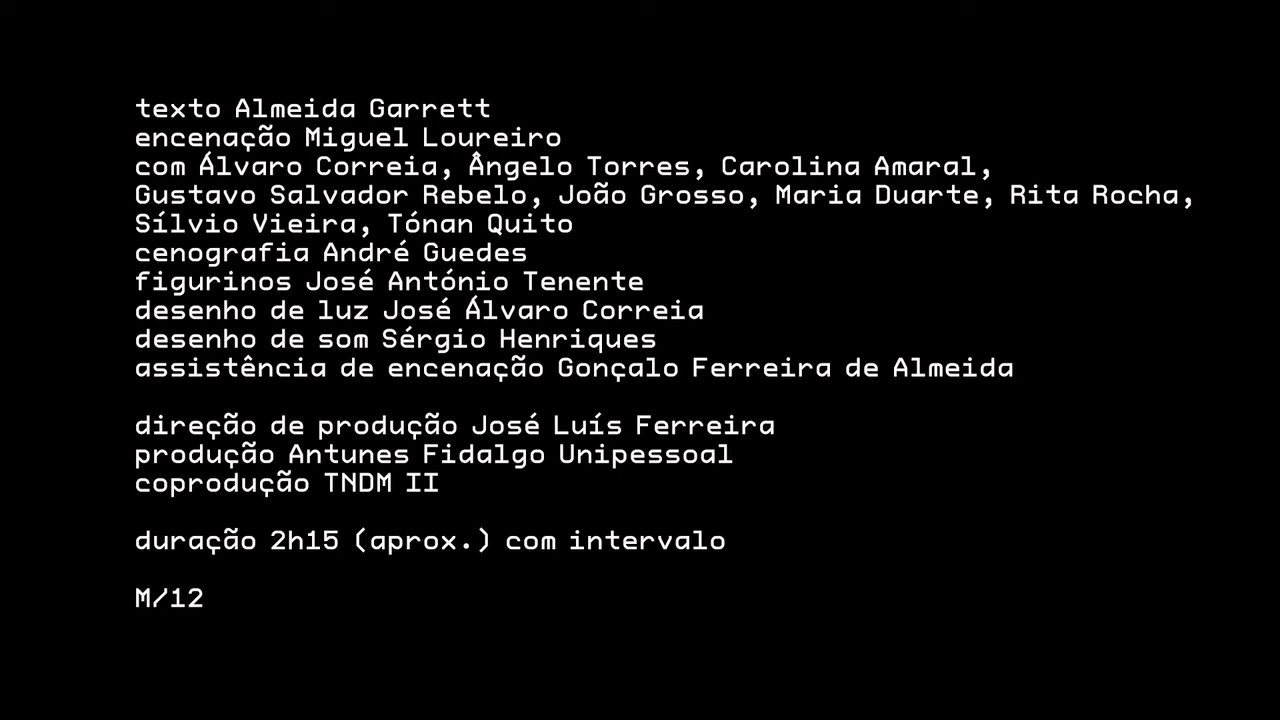 texto Almeida Garrett
encenação Miguel Loureiro
com Álvaro Correia, Ângelo Torres, Carolina Amaral,
Gustavo Salvador Rebelo, João Grosso, Maria Duarte, Rita Rocha,
Sílvio Vieira, Tónan Quito
cenografia André Guedes
figurinos José António Tenente
desenho de luz José Álvaro Correia
desenho de som Sérgio Henriques
assistência de encenação Gonçalo Ferreira de Almeida
direção de produção José Luís Ferreira
produção Antunes Fidalgo Unipessoal
coprodução TNDM II
duração 2h15 (aprox.) com intervalo
M/12